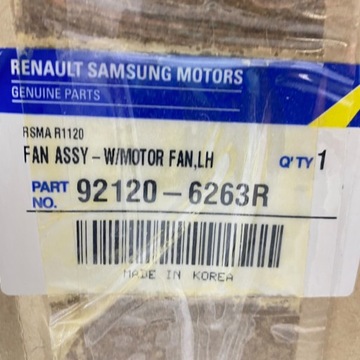 RENAULT SAMSUNG MOTORS
GENUINE PARTS
RSMA R1120
FAN ASSY-W/MOTOR FAN,LH Q'TY 1
PART NO. 92120-6263R
MADE IN KOREA